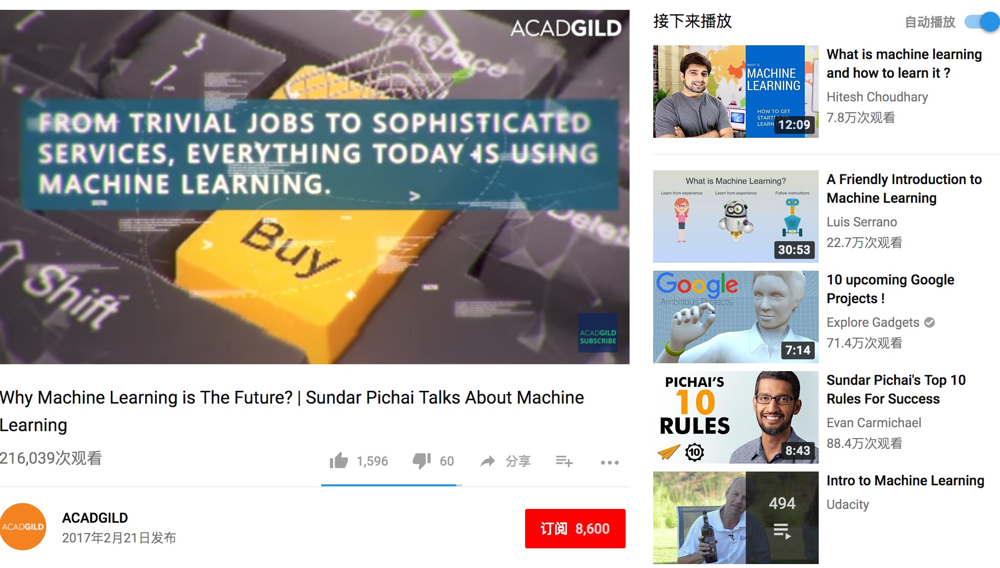 ACADGILD
Backspace
FROM TRIVIAL JOBS TO SOPHISTICATED
SERVICES, EVERYTHING TODAY IS USING
MACHINE LEARNING.
Delete
Buy
Shift
ACADGILD
SUBSCRIBE
Why Machine Learning is The Future? | Sundar Pichai Talks About Machine
Learning
216,039次观看
1,596
60
分享
ACADGILD
ACADGILD
2017年2月21日发布
订阅 8,600
接下来播放
自动播放
WHAT IS
MACHINE
LEARNING
HOW TO GET
STARTED TO
LEARN
12:09
What is machine learning
and how to learn it ?
Hitesh Choudhary
7.8万次观看
What is Machine Learning?
Learn from experience Learn from experience Follow instructions
30:53
A Friendly Introduction to
Machine Learning
Luis Serrano
22.7万次观看
Google
Ambitious Projects
7:14
10 upcoming Google
Projects !
Explore Gadgets
71.4万次观看
PICHAI'S
10
RULES
10
8:43
Sundar Pichai's Top 10
Rules For Success
Evan Carmichael
88.4万次观看
494
Intro to Machine Learning
Udacity